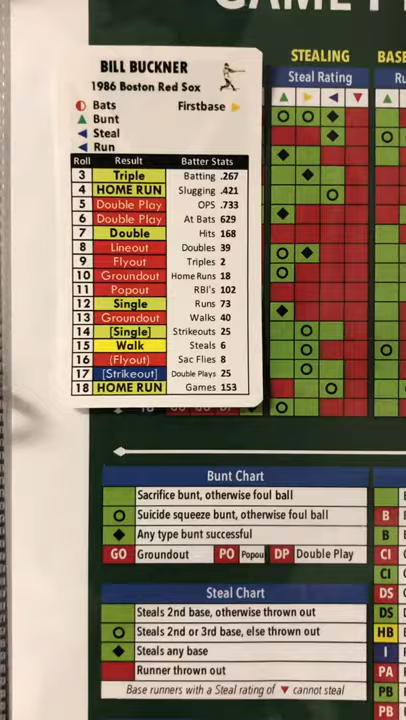 STEALING
BASE
Steal Rating
Ru
BILL BUCKNER
1986 Boston Red Sox
Bats Firstbase
Bunt
Steal
Run
Roll Result Batter Stats
3 Triple Batting .267
4 HOME RUN Slugging .421
5 Double Play OPS .733
6 Double Play At Bats 629
7 Double Hits 168
8 Lineout Doubles 39
9 Flyout Triples 2
10 Groundout Home Runs 18
11 Popout RBI's 102
12 Single Runs 73
13 Groundout Walks 40
14 [Single] Strikeouts 25
15 Walk Steals 6
16 (Flyout) Sac Flies 8
17 [Strikeout] Double Plays 25
18 HOME RUN Games 153
Bunt Chart
Sacrifice bunt, otherwise foul ball
Suicide squeeze bunt, otherwise foul ball
Any type bunt successful
GO Groundout PO Popout DP Double Play
Steal Chart
Steals 2nd base, otherwise thrown out
Steals 2nd or 3rd base, else thrown out
Steals any base
Runner thrown out
Base runners with a Steal rating of ▼ cannot steal
B
B
CI
CI
DS
DS
HB
I
PA
PB
PB